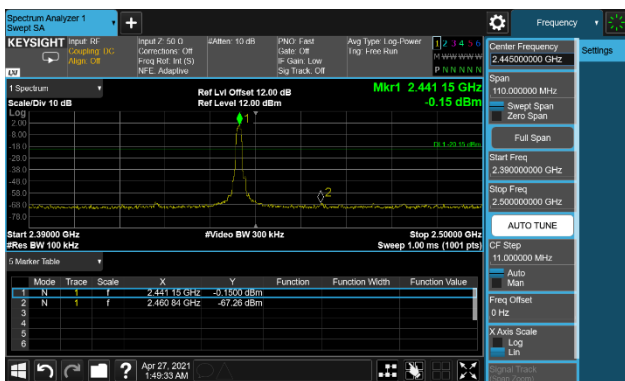 Spectrum Analyzer 1
Swept SA
+
Frequency
KEYSIGHT
Input: RF
Coupling: DC
Align: Off
Input Z: 50 Ω
Corrections: Off
Freq Ref: Int (S)
NFE: Adaptive
#Atten: 10 dB
PNO: Fast
Gate: Off
IF Gain: Low
Sig Track: Off
Avg Type: Log-Power
Trig: Free Run
1 2 3 4 5 6
M W W W W W
P N N N N N
LXI
1 Spectrum
Scale/Div 10 dB
Ref Lvl Offset 12.00 dB
Ref Level 12.00 dBm
Mkr1 2.441 15 GHz
-0.15 dBm
Log
2.00
-8.00
-18.0
-28.0
-38.0
-48.0
-58.0
-68.0
-78.0
1
DL1 -20.15 dBm
2
Start 2.39000 GHz
#Res BW 100 kHz
#Video BW 300 kHz
Stop 2.50000 GHz
Sweep 1.00 ms (1001 pts)
5 Marker Table
Mode Trace Scale X Y Function Function Width Function Value
1 N 1 f 2.441 15 GHz -0.1500 dBm
2 N 1 f 2.460 84 GHz -67.26 dBm
3
4
5
6
Center Frequency
2.445000000 GHz
Settings
Span
110.000000 MHz
Swept Span
Zero Span
Full Span
Start Freq
2.390000000 GHz
Stop Freq
2.500000000 GHz
AUTO TUNE
CF Step
11.000000 MHz
Auto
Man
Freq Offset
0 Hz
X Axis Scale
Log
Lin
Signal Track
(Span Zoom)
?
Apr 27, 2021
1:49:33 AM